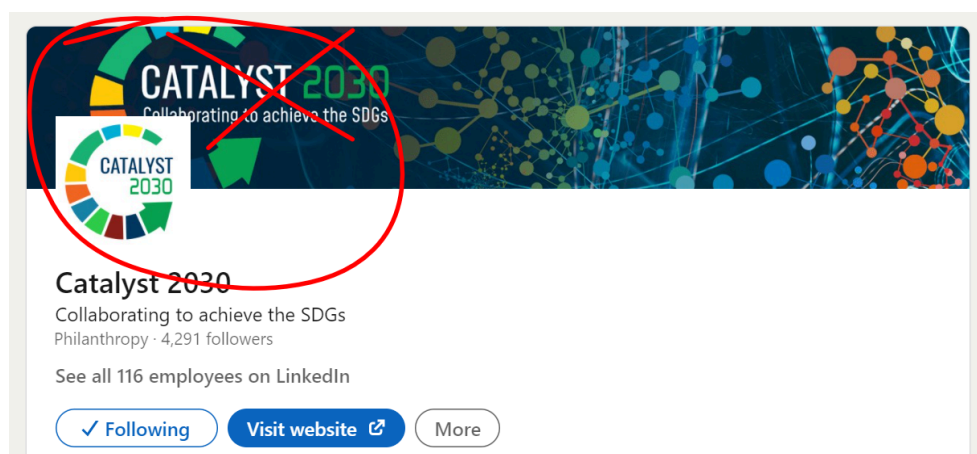 CATALYST 2030
Collaborating to achieve the SDGs
CATALYST
2030
Catalyst 2030
Collaborating to achieve the SDGs
Philanthropy · 4,291 followers
See all 116 employees on LinkedIn
Following
Visit website
More